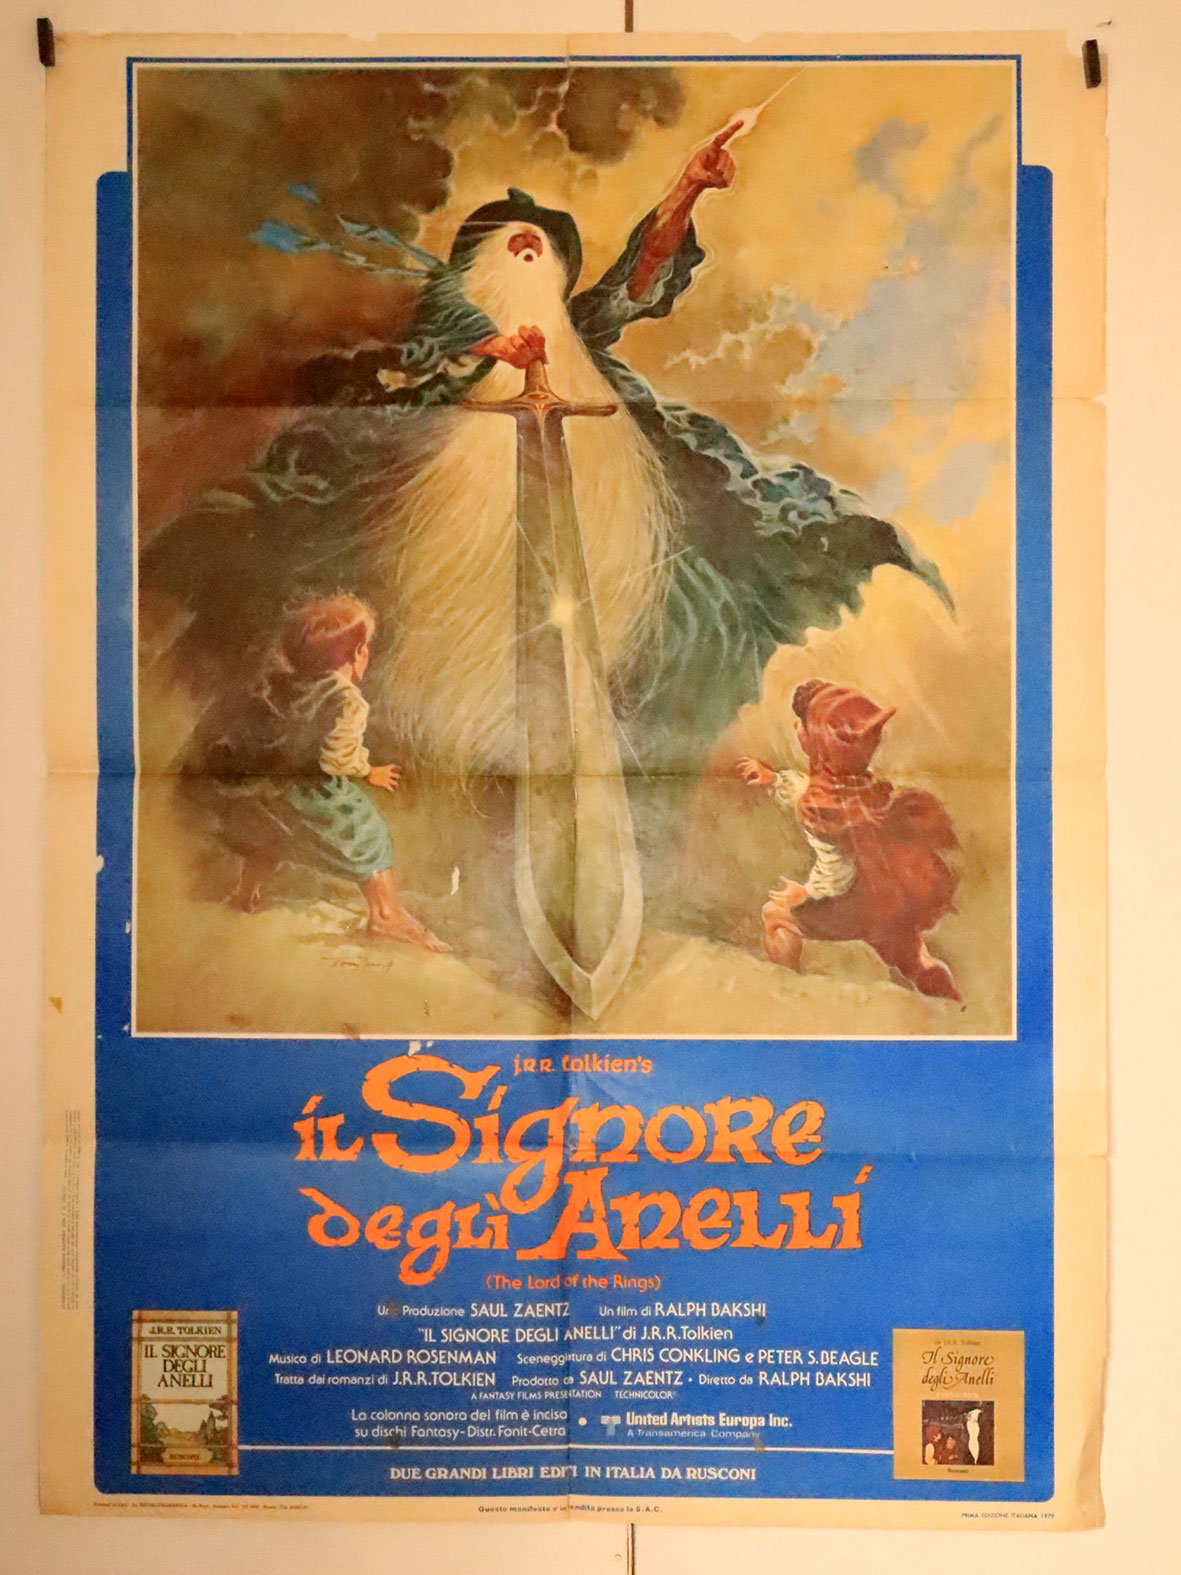 J.R.R. Tolkien's
il Signore
degli Anelli
(The Lord of the Rings)
Una Produzione SAUL ZAENTZ Un film di RALPH BAKSHI
"IL SIGNORE DEGLI ANELLI" di J.R.R.Tolkien
Musica di LEONARD ROSENMAN Sceneggiatura di CHRIS CONKLING e PETER S. BEAGLE
Tratta dai romanzi di J.R.R.TOLKIEN Prodotto da SAUL ZAENTZ • Diretto da RALPH BAKSHI
A FANTASY FILMS PRESENTATION TECHNICOLOR®
La colonna sonora del film è incisa
su dischi Fantasy-Distr. Fonit-Cetra
• United Artists Europa Inc.
A Transamerica Company
DUE GRANDI LIBRI EDITI IN ITALIA DA RUSCONI
J.R.R. TOLKIEN
IL SIGNORE
DEGLI
ANELLI
RUSCONI
J.R.R. Tolkien
Il Signore
degli Anelli
Rusconi
Questo manifesto è in vendita presso la S.A.C.
PRIMA EDIZIONE ITALIANA 1979